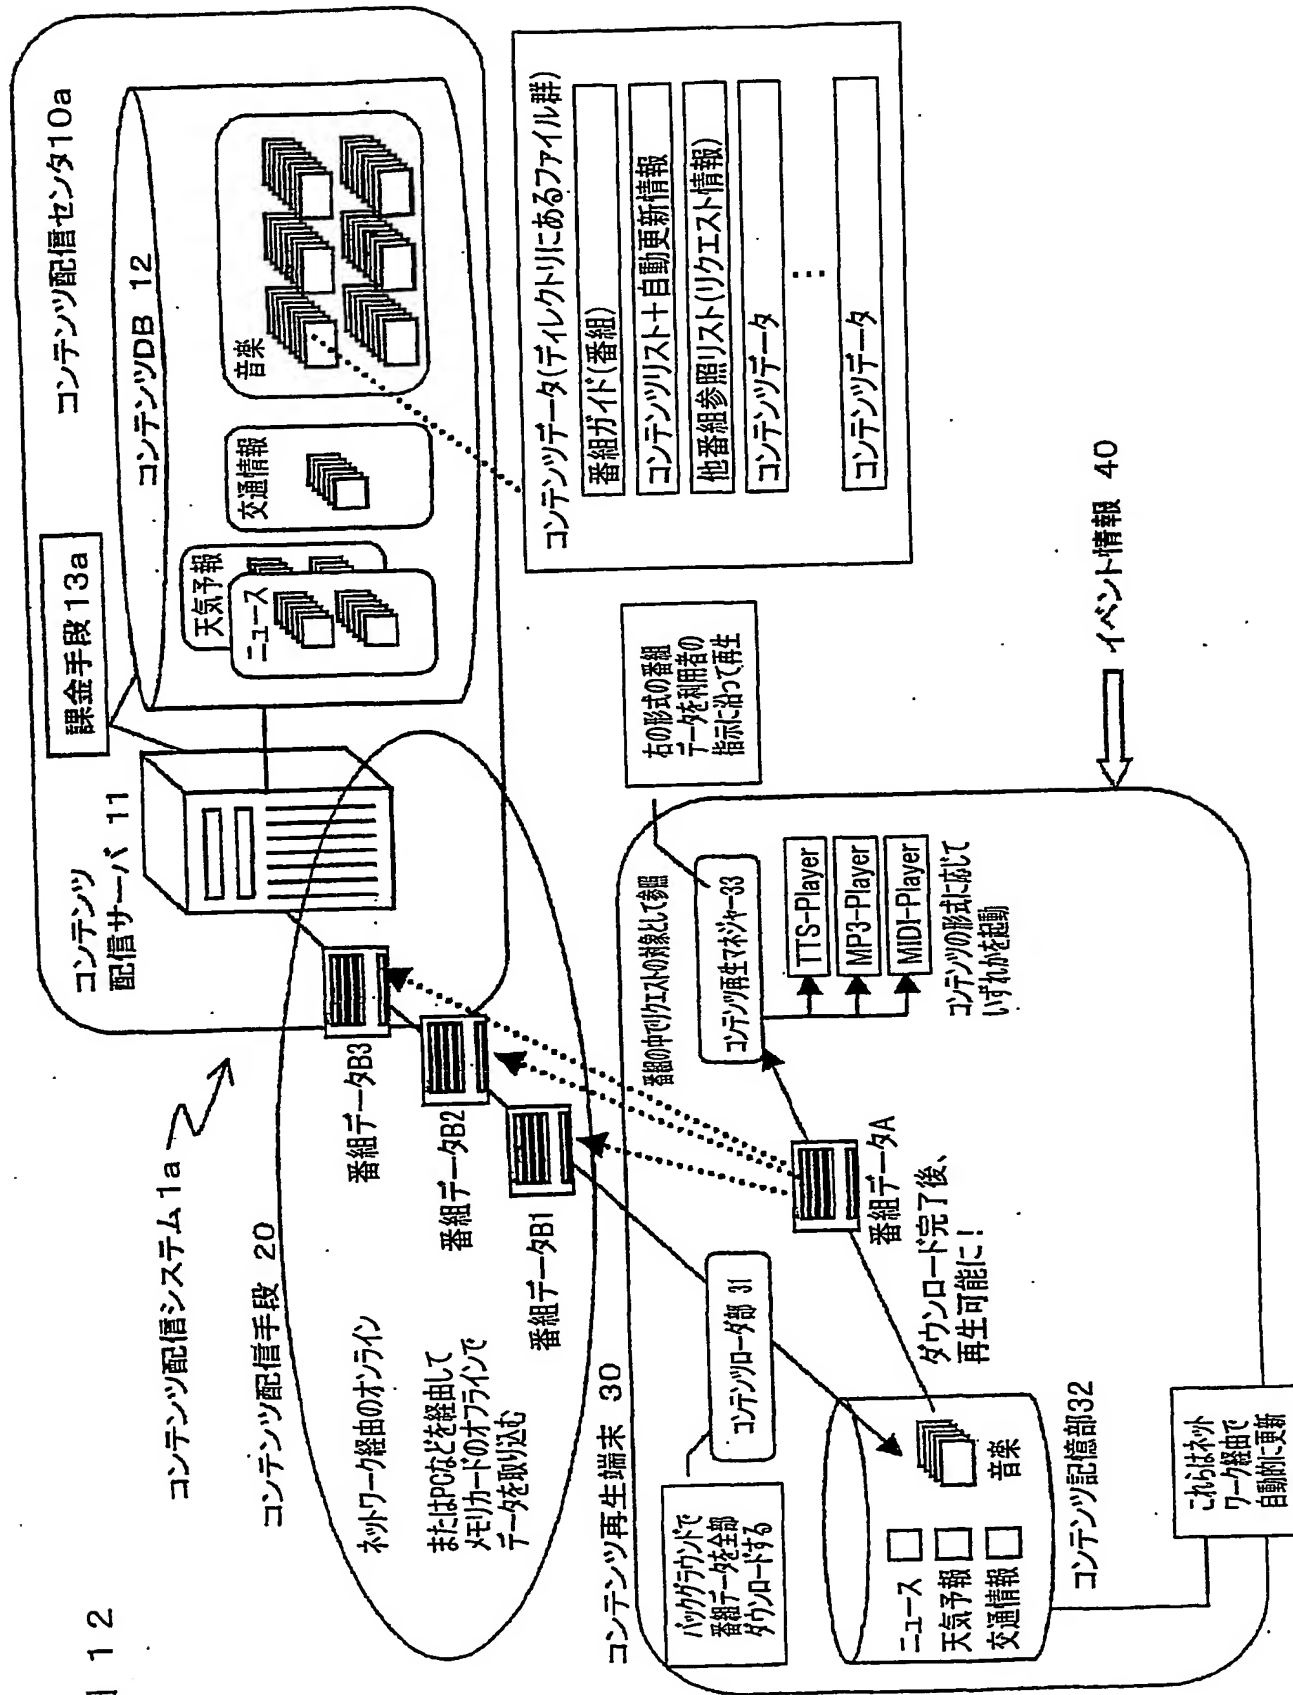 12
コンテンツ配信システム1a
コンテンツ配信センタ10a
コンテンツ
配信サーバ 11
課金手段13a
コンテンツDB 12
天気予報
ニュース
交通情報
音楽
コンテンツ配信手段 20
ネットワーク経由のオンライン
またはPCなどを経由して
メモリカードのオフラインで
データを取り込む
番組データB3
番組データB2
番組データB1
コンテンツデータ(ディレクトリにあるファイル群)
番組ガイド(番組)
コンテンツリスト+自動更新情報
他番組参照リスト(リクエスト情報)
コンテンツデータ
⋮
コンテンツデータ
コンテンツ再生端末 30
バックグラウンドで
番組データを全部
ダウンロードする
コンテンツローダ部 31
番組の中でリクエストの対象として参照
右の形式の番組
データを利用者の
指示に沿って再生
コンテンツ再生マネジャー33
TTS-Player
MP3-Player
MIDI-Player
コンテンツの形式に応じて
いずれかを起動
番組データA
ダウンロード完了後、
再生可能に!
ニュース
天気予報
交通情報
音楽
コンテンツ記憶部32
これらはネット
ワーク経由で
自動的に更新
イベント情報 40